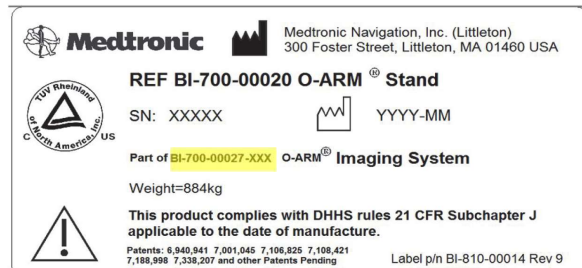 Medtronic
Medtronic Navigation, Inc. (Littleton)
300 Foster Street, Littleton, MA 01460 USA
REF BI-700-00020 O-ARM ® Stand
TÜV Rheinland
of North America, Inc.
C US
SN: XXXXX YYYY-MM
Part of BI-700-00027-XXX O-ARM® Imaging System
Weight=884kg
This product complies with DHHS rules 21 CFR Subchapter J
applicable to the date of manufacture.
Patents: 6,940,941 7,001,045 7,106,825 7,108,421
7,188,998 7,338,207 and other Patents Pending
Label p/n BI-810-00014 Rev 9